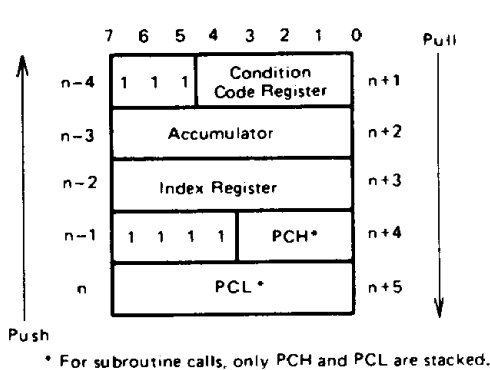 7 6 5 4 3 2 1 0
Pull
n-4 1 1 1 Condition Code Register n+1
n-3 Accumulator n+2
n-2 Index Register n+3
n-1 1 1 1 1 PCH* n+4
n PCL* n+5
Push
* For subroutine calls, only PCH and PCL are stacked.